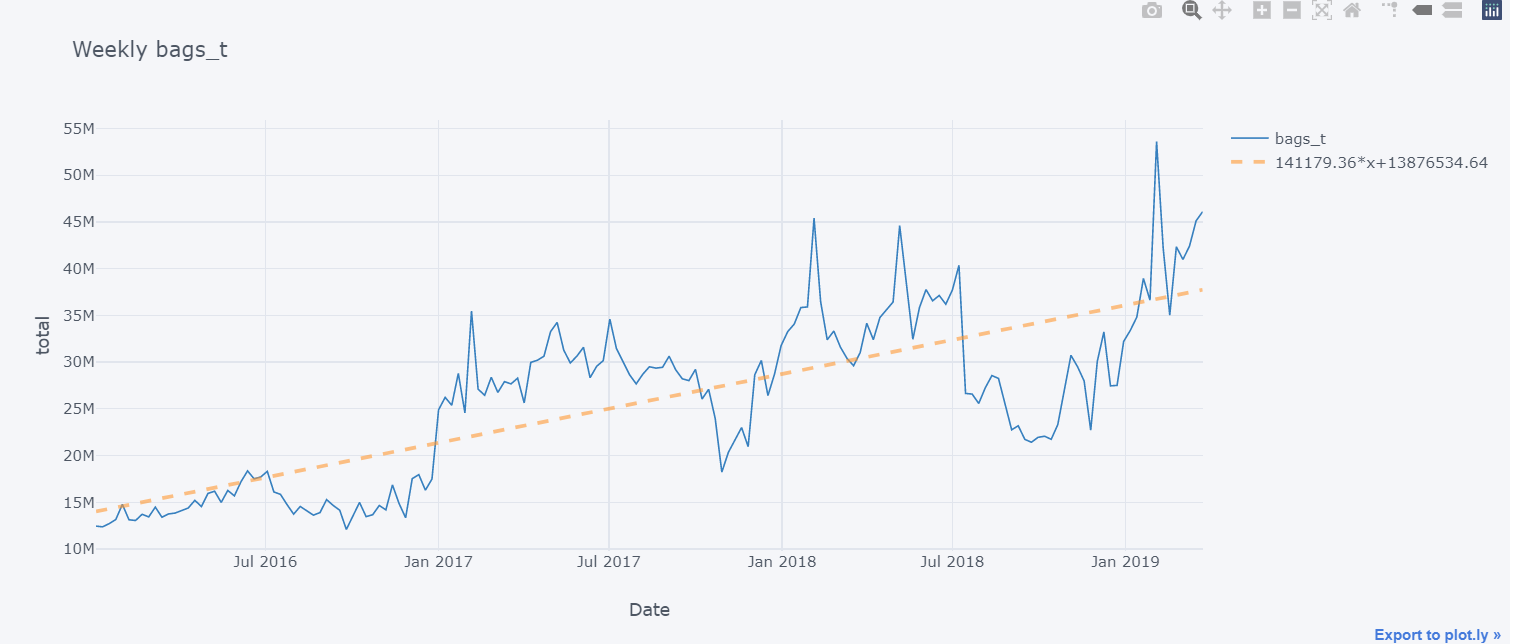 Weekly bags_t
55M
50M
45M
40M
35M
30M
25M
20M
15M
10M
total
Jul 2016
Jan 2017
Jul 2017
Jan 2018
Jul 2018
Jan 2019
Date
bags_t
141179.36*x+13876534.64
Export to plot.ly »